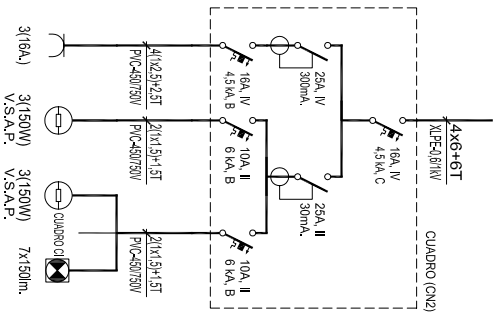 4x6+6T
XLPE-0,6/1kV
CUADRO (CN2)
16A, IV
4,5 kA, C
25A, IV
300mA.
25A, II
30mA.
16A, IV
4,5 kA, B
10A, II
6 kA, B
10A, II
6 kA, B
4(1x2,5)+2,5T
PVC-450/750V
2(1x1,5)+1,5T
PVC-450/750V
2(1x1,5)+1,5T
PVC-450/750V
3(16A.)
3(150W)
V.S.A.P.
3(150W)
V.S.A.P.
CUADRO CI
7x150lm.